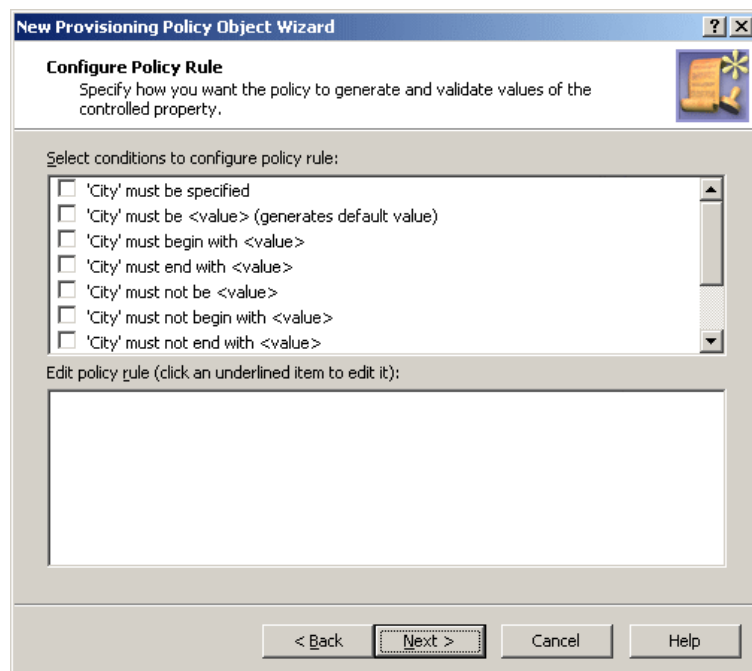 New Provisioning Policy Object Wizard
Configure Policy Rule
Specify how you want the policy to generate and validate values of the
controlled property.
Select conditions to configure policy rule:
'City' must be specified
'City' must be <value> (generates default value)
'City' must begin with <value>
'City' must end with <value>
'City' must not be <value>
'City' must not begin with <value>
'City' must not end with <value>
Edit policy rule (click an underlined item to edit it):
< Back
Next >
Cancel
Help